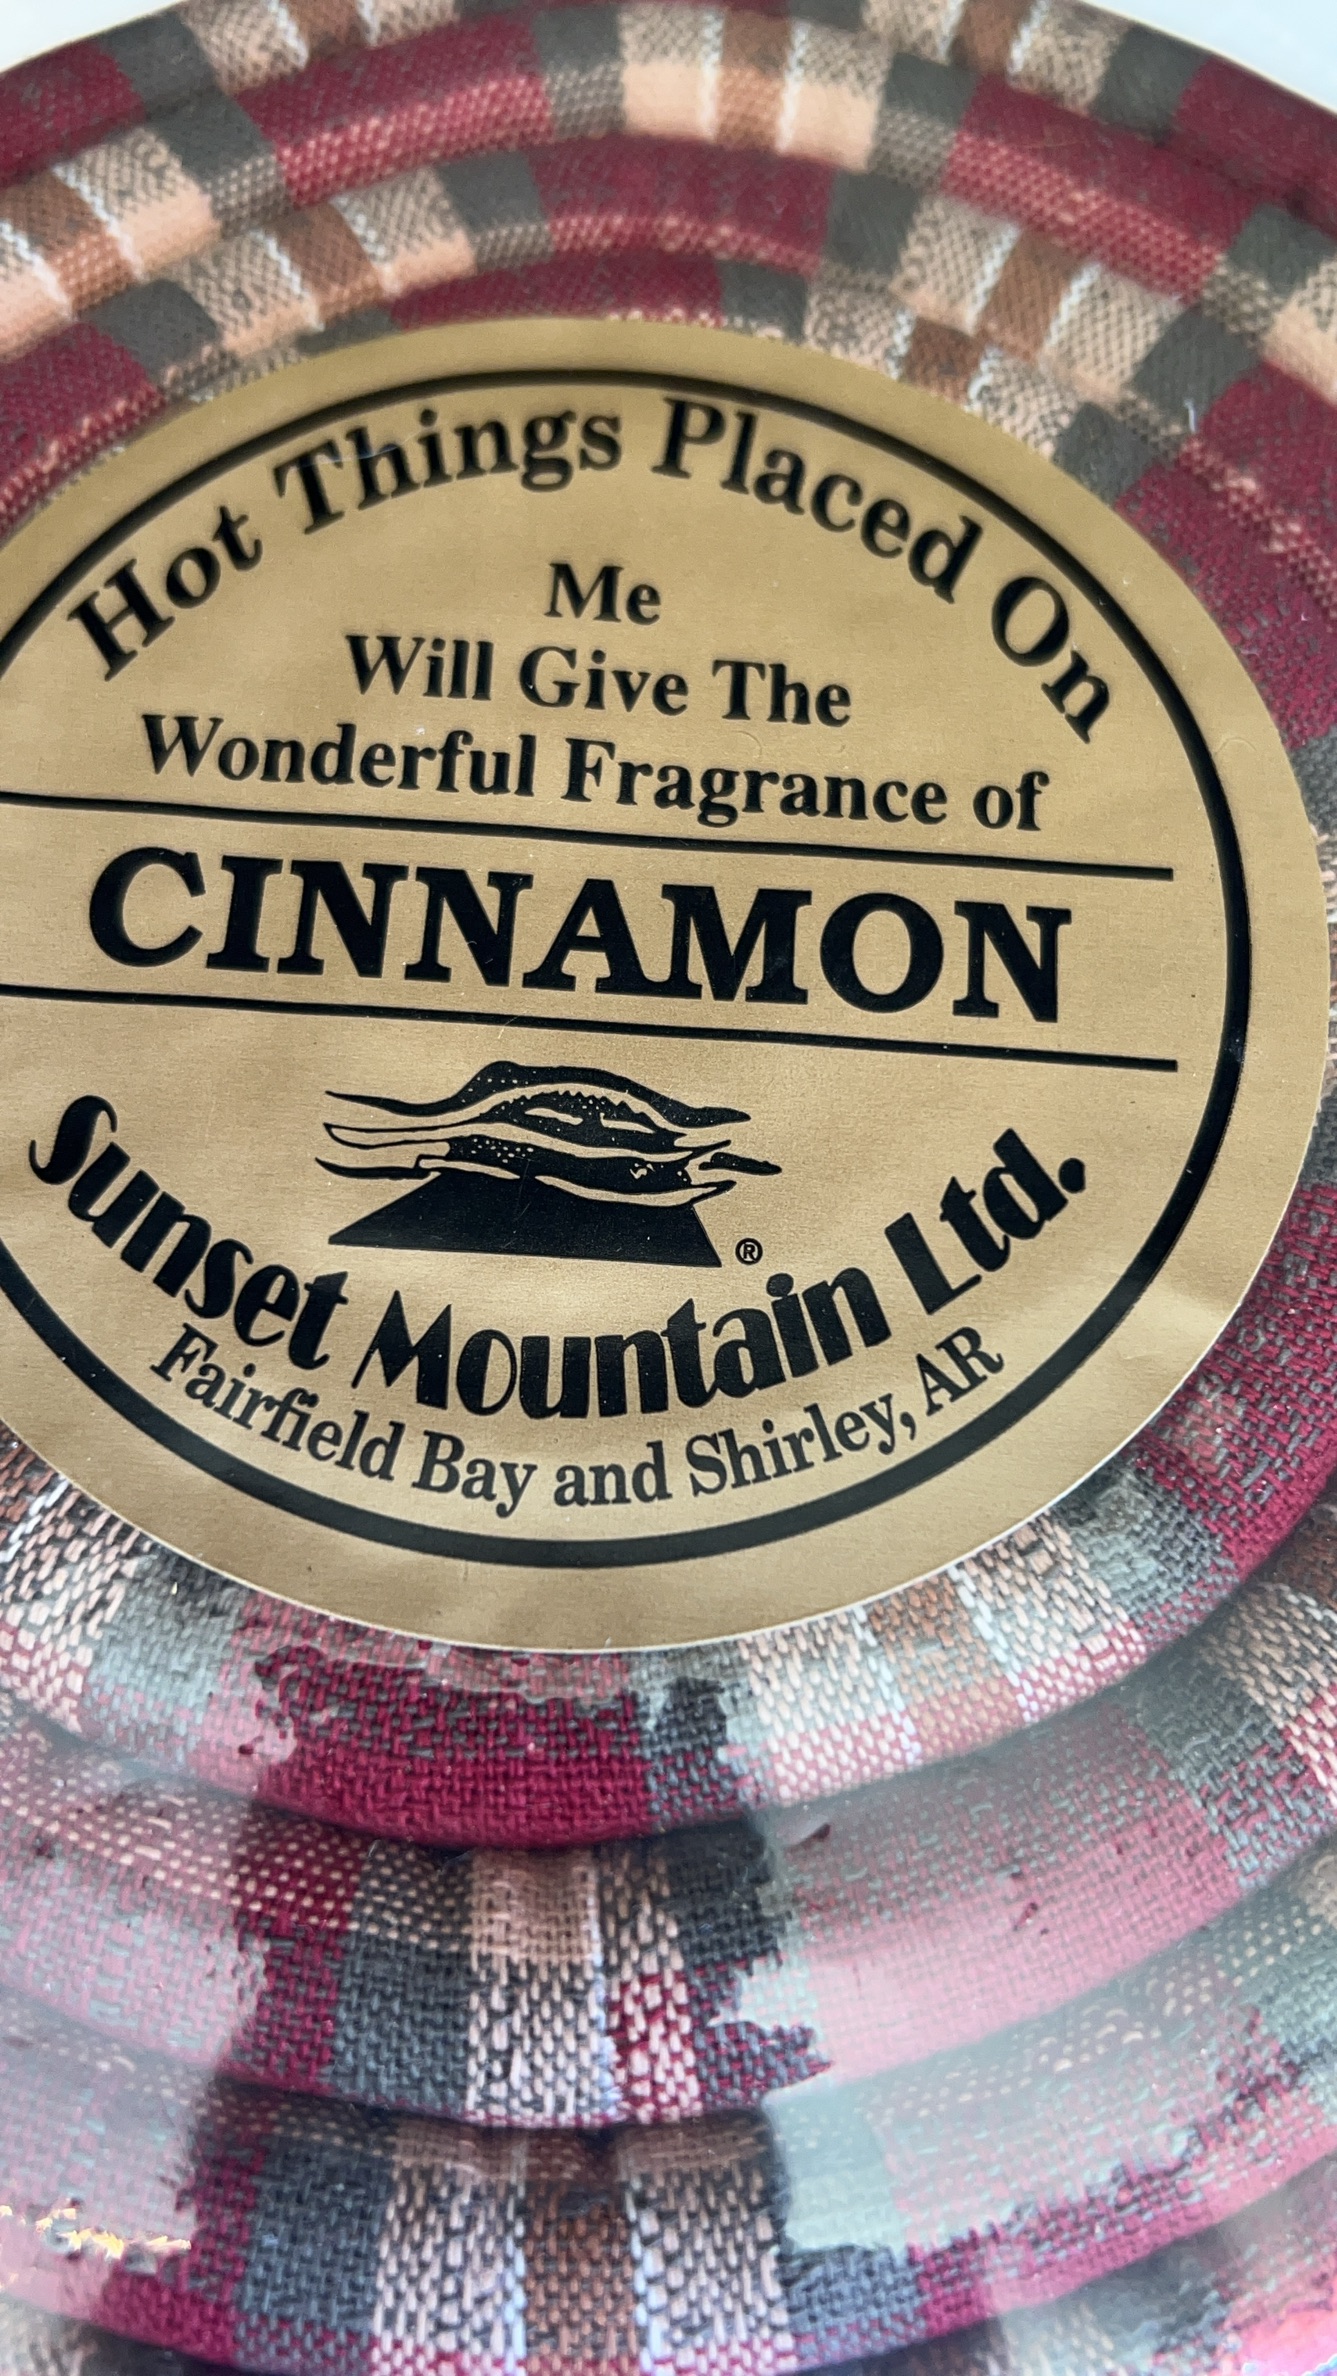 Hot Things Placed On
Me
Will Give The
Wonderful Fragrance of
CINNAMON
®
Sunset Mountain Ltd.
Fairfield Bay and Shirley, AR